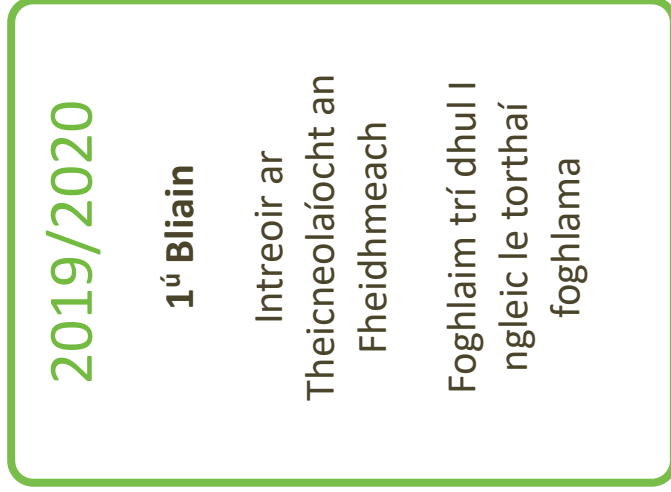 2019/2020
1ú Bliain
Intreoir ar
Theicneolaíocht an
Fheidhmeach
Foghlaim trí dhul I
ngleic le torthaí
foghlama